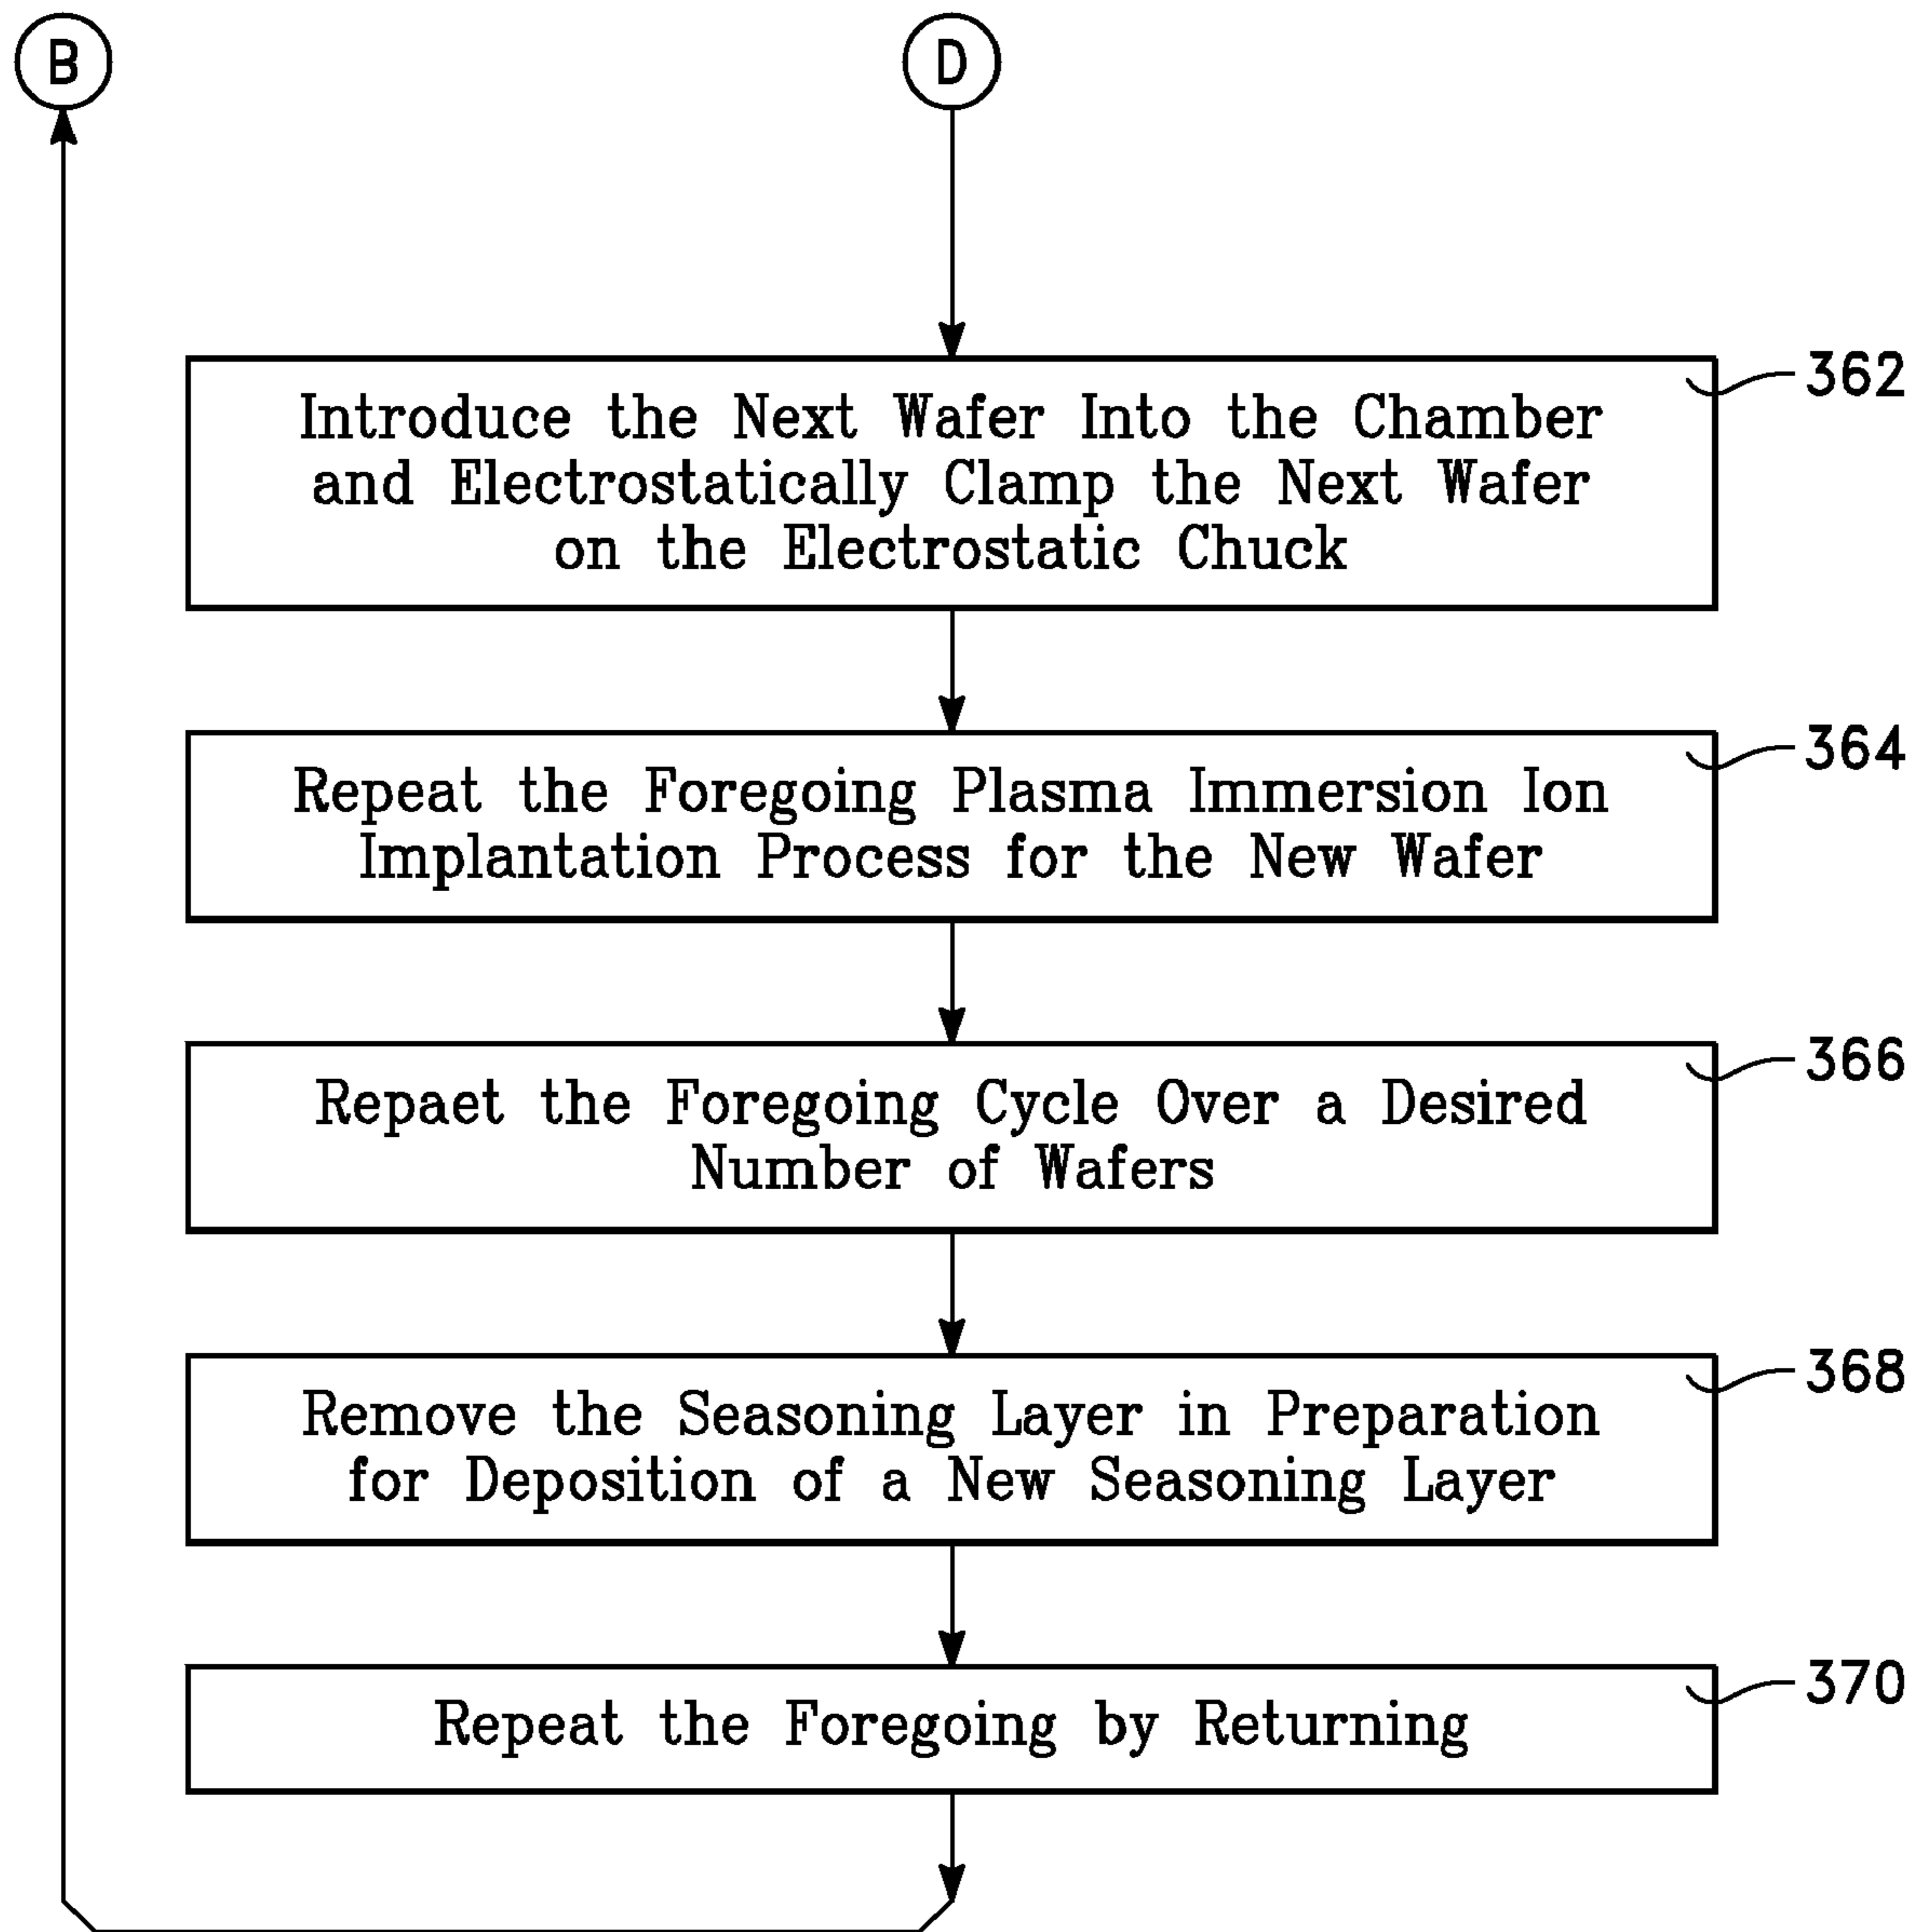 B
D
362
Introduce the Next Wafer Into the Chamber
and Electrostatically Clamp the Next Wafer
on the Electrostatic Chuck
364
Repeat the Foregoing Plasma Immersion Ion
Implantation Process for the New Wafer
366
Repaet the Foregoing Cycle Over a Desired
Number of Wafers
368
Remove the Seasoning Layer in Preparation
for Deposition of a New Seasoning Layer
370
Repeat the Foregoing by Returning